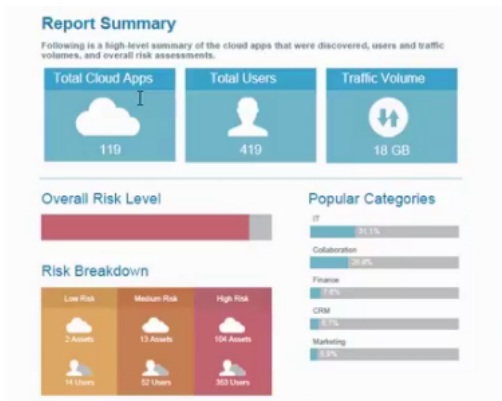 Report Summary
Following is a high-level summary of the cloud apps that were discovered, users and traffic
volumes, and overall risk assessments.
Total Cloud Apps
119
Total Users
419
Traffic Volume
18 GB
Overall Risk Level
Risk Breakdown
Low Risk
2 Assets
14 Users
Medium Risk
13 Assets
52 Users
High Risk
104 Assets
353 Users
Popular Categories
IT
Collaboration
Finance
CRM
Marketing